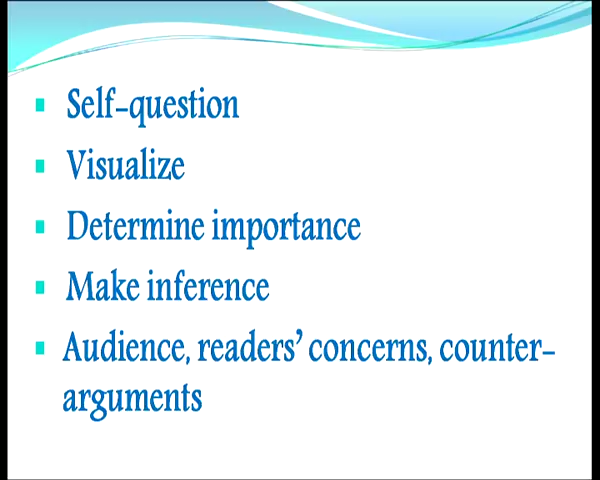 Self-question
Visualize
Determine importance
Make inference
Audience, readers’ concerns, counter-
arguments